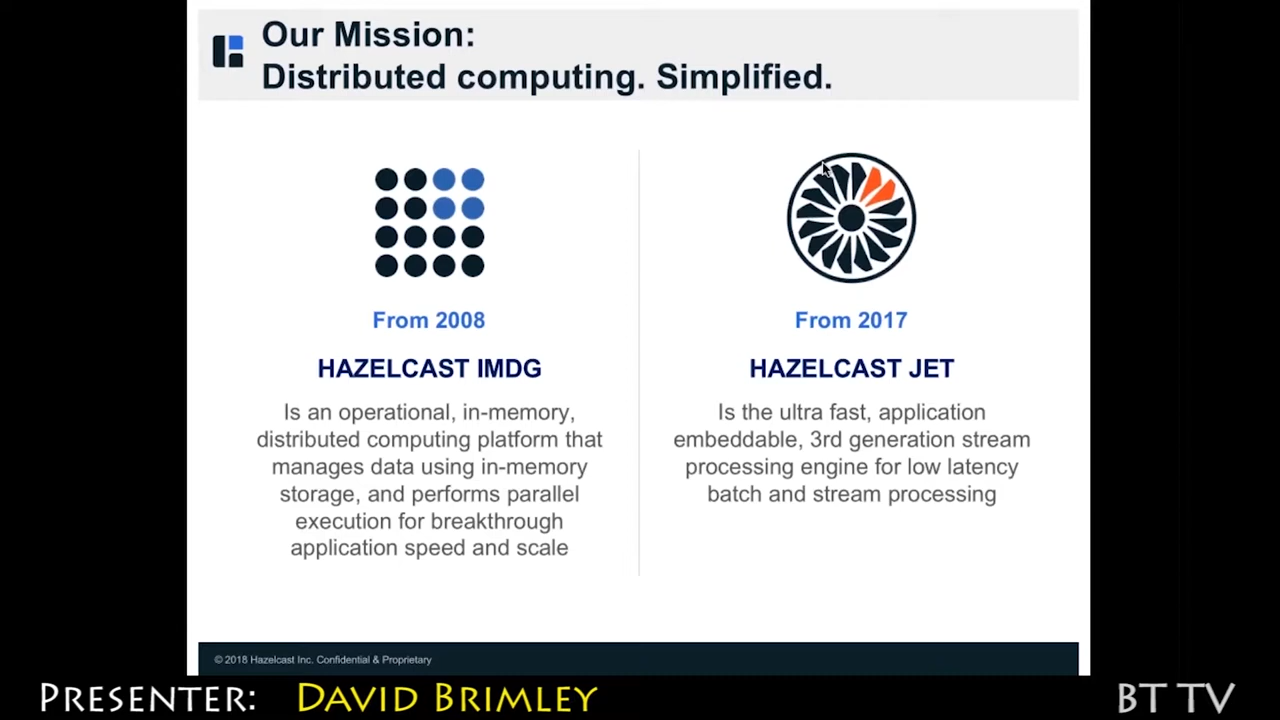 Our Mission:
Distributed computing. Simplified.
From 2008
HAZELCAST IMDG
Is an operational, in-memory,
distributed computing platform that
manages data using in-memory
storage, and performs parallel
execution for breakthrough
application speed and scale
From 2017
HAZELCAST JET
Is the ultra fast, application
embeddable, 3rd generation stream
processing engine for low latency
batch and stream processing
© 2018 Hazelcast Inc. Confidential & Proprietary
PRESENTER: DAVID BRIMLEY
BT TV